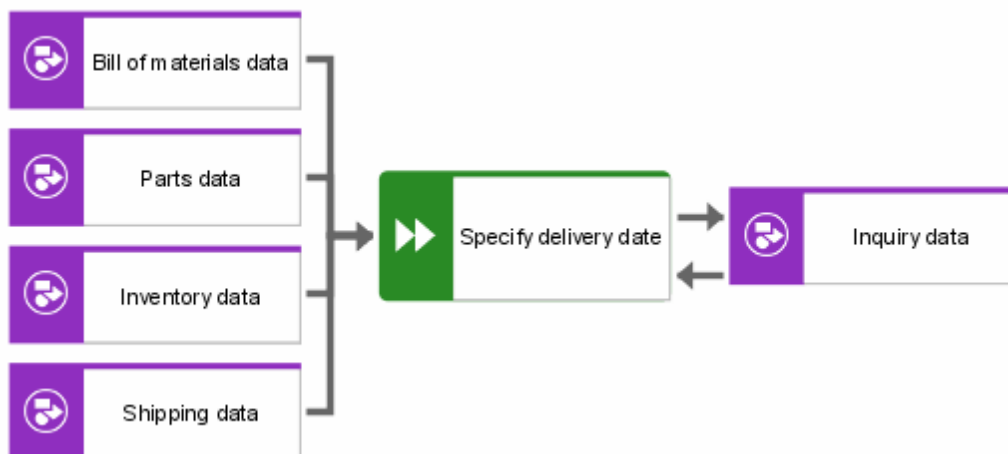 Bill of materials data
Parts data
Specify delivery date
Inquiry data
Inventory data
Shipping data